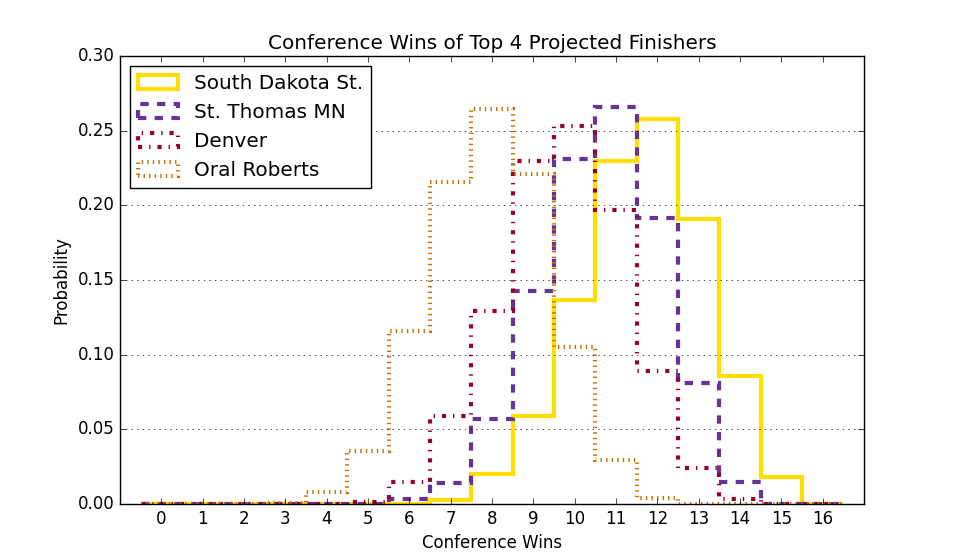 Conference Wins of Top 4 Projected Finishers
0.30
0.25
0.20
0.15
0.10
0.05
0.00
Probability
South Dakota St.
St. Thomas MN
Denver
Oral Roberts
0 1 2 3 4 5 6 7 8 9 10 11 12 13 14 15 16
Conference Wins